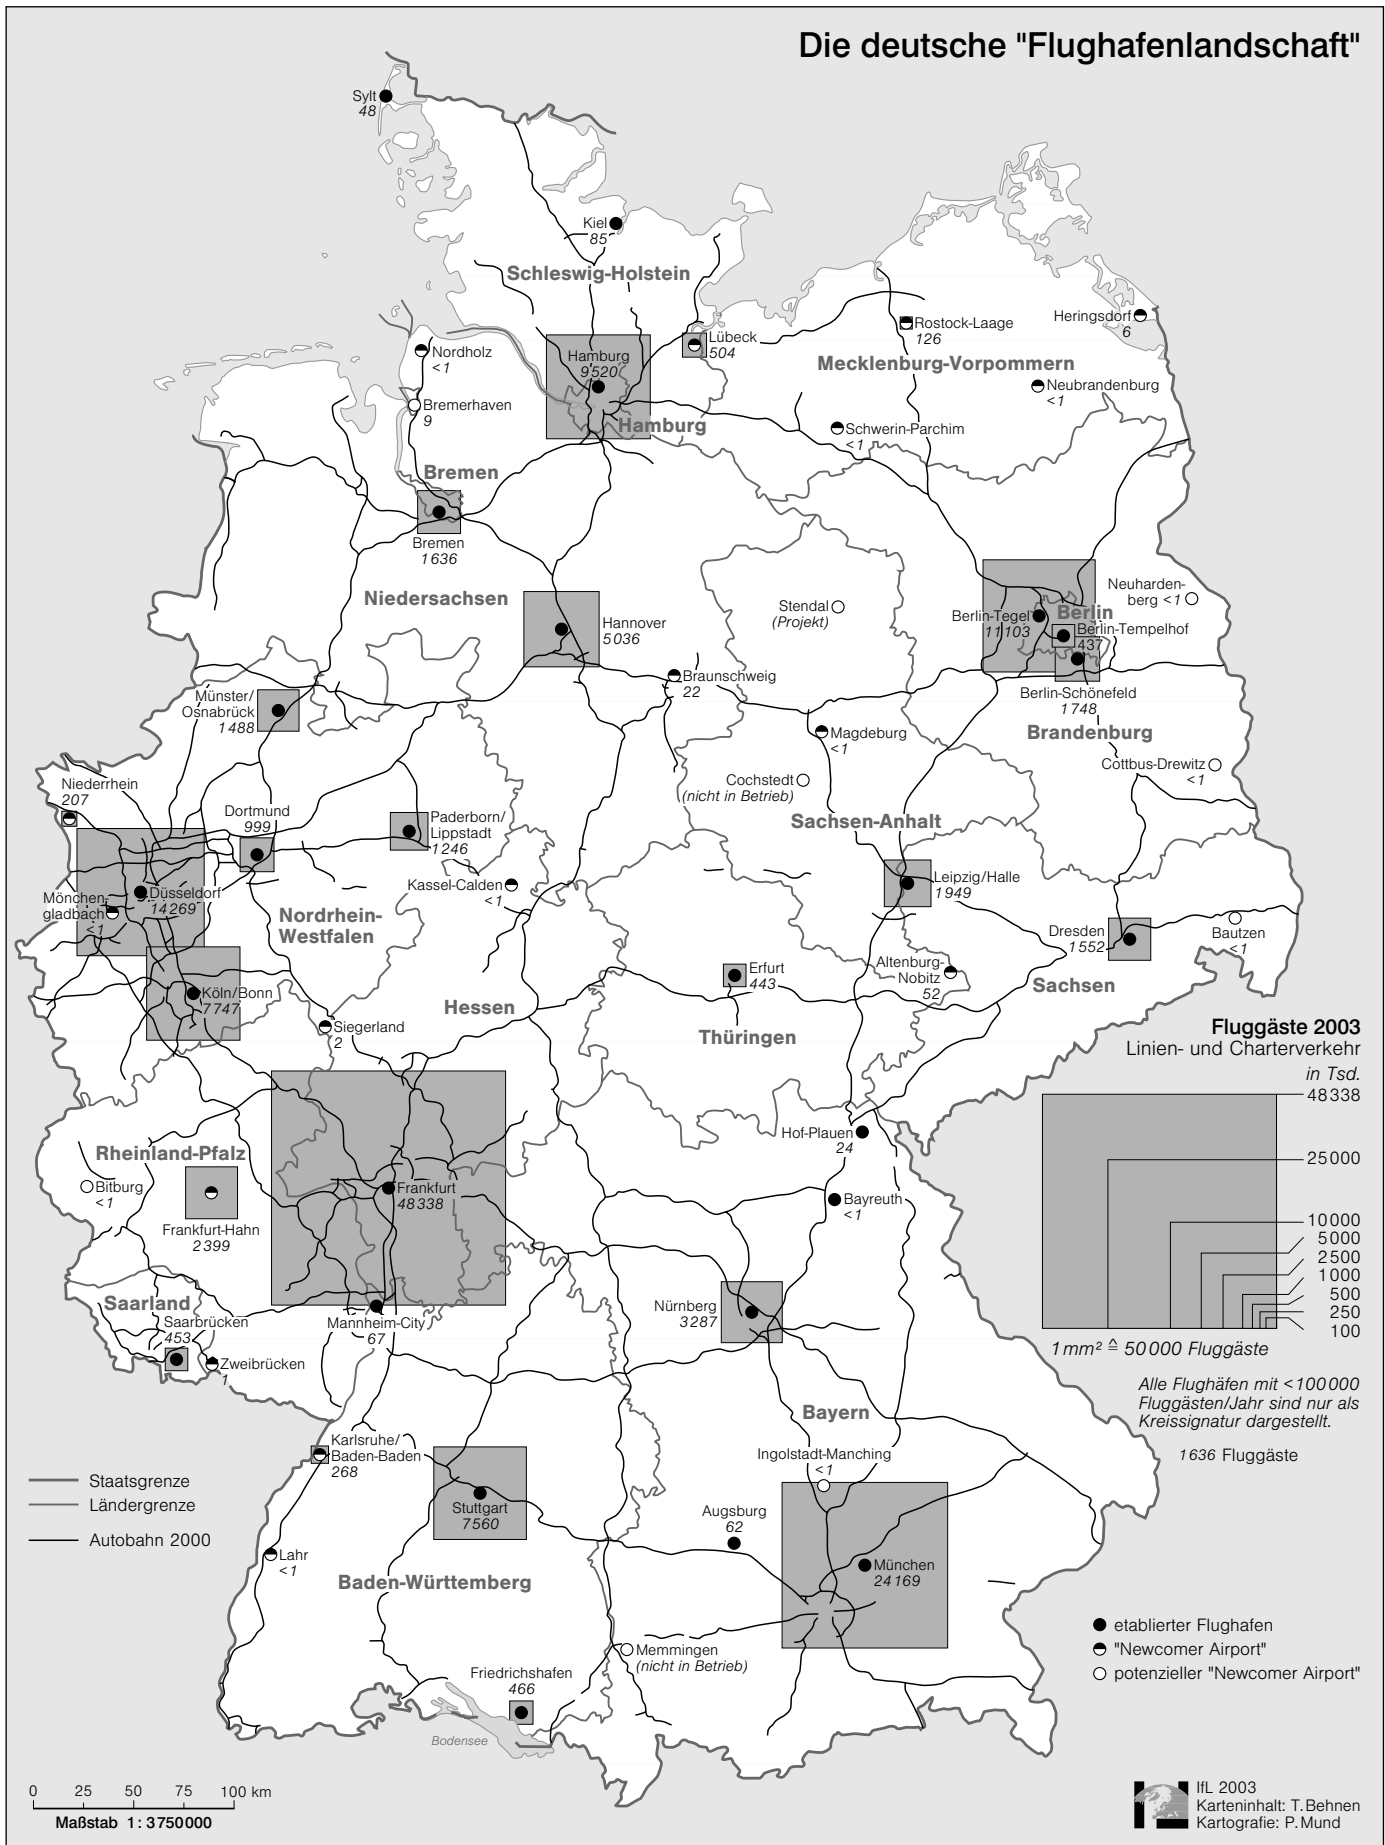 Die deutsche "Flughafenlandschaft"
Sylt
48
Kiel
85
Schleswig-Holstein
Heringsdorf
6
Rostock-Laage
126
Lübeck
504
Nordholz
<1
Hamburg
9520
Mecklenburg-Vorpommern
Neubrandenburg
<1
Bremerhaven
9
Hamburg
Schwerin-Parchim
<1
Bremen
Bremen
1636
Niedersachsen
Hannover
5036
Stendal
(Projekt)
Neuharden-
berg <1
Berlin
Berlin-Tegel
11103
Berlin-Tempelhof
437
Berlin-Schönefeld
1748
Braunschweig
22
Münster/
Osnabrück
1488
Magdeburg
<1
Brandenburg
Cottbus-Drewitz
<1
Cochstedt
(nicht in Betrieb)
Niederrhein
207
Dortmund
999
Paderborn/
Lippstadt
1246
Sachsen-Anhalt
Kassel-Calden
<1
Leipzig/Halle
1949
Düsseldorf
14269
Mönchen-
gladbach
<1
Nordrhein-
Westfalen
Dresden
1552
Bautzen
<1
Erfurt
443
Altenburg-
Nobitz
52
Sachsen
Köln/Bonn
7747
Hessen
Siegerland
2
Thüringen
Fluggäste 2003
Linien- und Charterverkehr
in Tsd.
48338
25000
10000
5000
2500
1000
500
250
100
1mm² ≙ 50000 Fluggäste
Alle Flughäfen mit <100000
Fluggästen/Jahr sind nur als
Kreissignatur dargestellt.
1636 Fluggäste
Hof-Plauen
24
Rheinland-Pfalz
Bitburg
<1
Frankfurt
48338
Bayreuth
<1
Frankfurt-Hahn
2399
Saarland
Saarbrücken
453
Mannheim-City
67
Nürnberg
3287
Zweibrücken
1
Bayern
Karlsruhe/
Baden-Baden
268
Ingolstadt-Manching
<1
Staatsgrenze
Ländergrenze
Autobahn 2000
Stuttgart
7560
Augsburg
62
Lahr
<1
München
24169
Baden-Württemberg
etablierter Flughafen
"Newcomer Airport"
potenzieller "Newcomer Airport"
Memmingen
(nicht in Betrieb)
Friedrichshafen
466
Bodensee
0 25 50 75 100 km
Maßstab 1 : 3750000
IfL 2003
Karteninhalt: T. Behnen
Kartografie: P. Mund